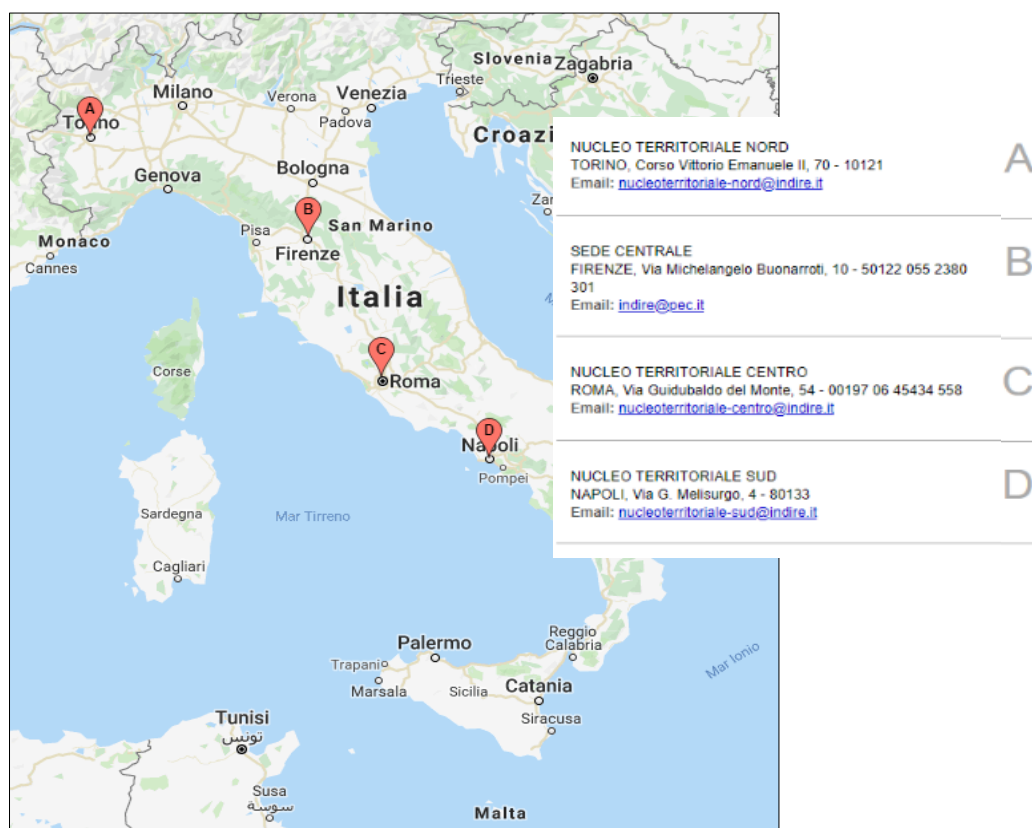 Slovenia
Zagabria
Trieste
Milano
Verona
Venezia
Padova
A
Torino
Croazi
Genova
Bologna
B
San Marino
Pisa
Firenze
Monaco
Cannes
Italia
C
Corse
Roma
D
Napoli
Pompei
Sardegna
Mar Tirreno
Cagliari
Reggio
Calabria
Palermo
Trapani
Marsala
Sicilia
Catania
Siracusa
Mar Ionio
Tunisi
تونس
Susa
سوسة
Malta
NUCLEO TERRITORIALE NORD
TORINO, Corso Vittorio Emanuele II, 70 - 10121
Email: nucleoterritoriale-nord@indire.it
A
SEDE CENTRALE
FIRENZE, Via Michelangelo Buonarroti, 10 - 50122 055 2380
301
Email: indire@pec.it
B
NUCLEO TERRITORIALE CENTRO
ROMA, Via Guidubaldo del Monte, 54 - 00197 06 45434 558
Email: nucleoterritoriale-centro@indire.it
C
NUCLEO TERRITORIALE SUD
NAPOLI, Via G. Melisurgo, 4 - 80133
Email: nucleoterritoriale-sud@indire.it
D